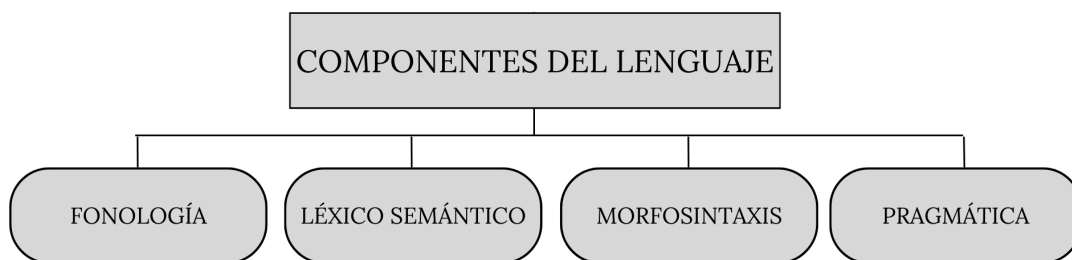 COMPONENTES DEL LENGUAJE
FONOLOGÍA
LÉXICO SEMÁNTICO
MORFOSINTAXIS
PRAGMÁTICA